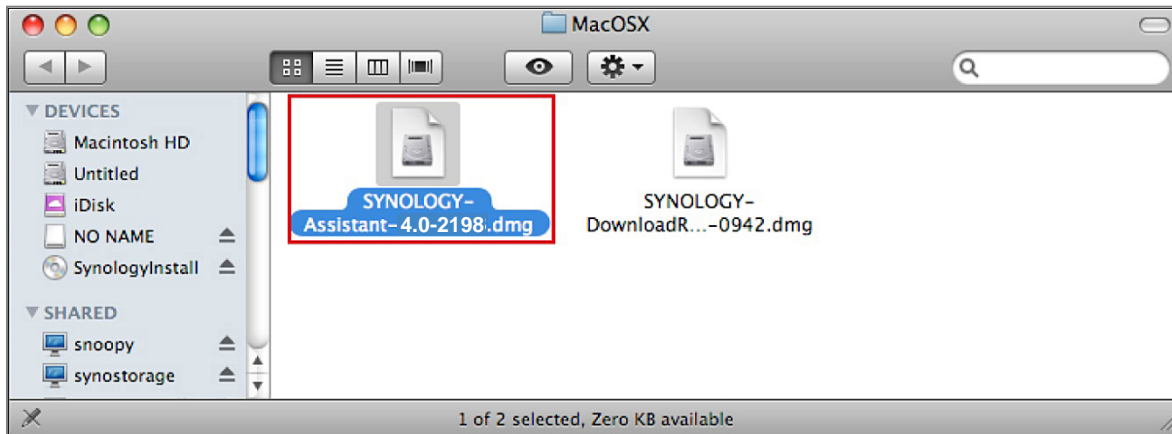 MacOSX
DEVICES
Macintosh HD
Untitled
iDisk
NO NAME
SynologyInstall
SHARED
snoopy
synostorage
SYNOLOGY-
Assistant-4.0-2198.dmg
SYNOLOGY-
DownloadR...-0942.dmg
1 of 2 selected, Zero KB available